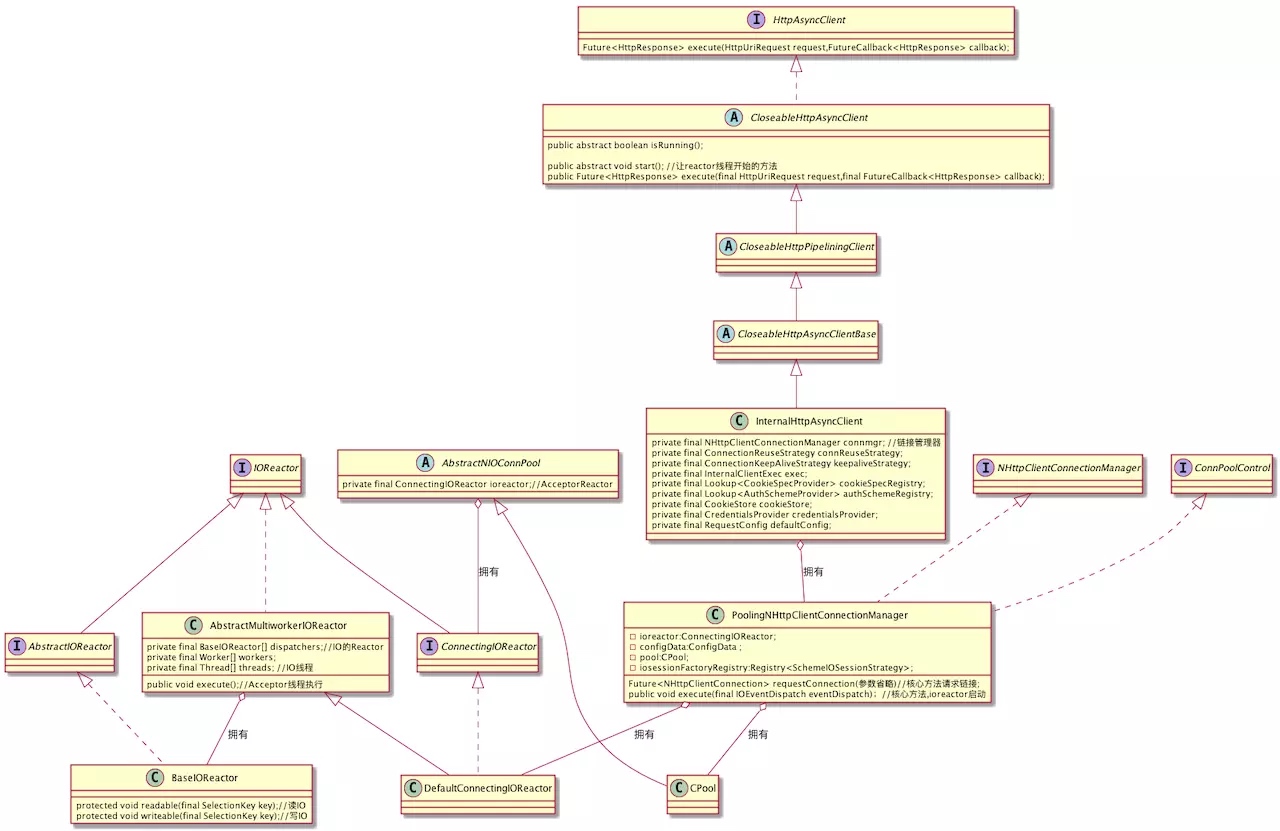 I HttpAsyncClient
Future<HttpResponse> execute(HttpUriRequest request,FutureCallback<HttpResponse> callback);
A CloseableHttpAsyncClient
public abstract boolean isRunning();
public abstract void start(); //让reactor线程开始的方法
public Future<HttpResponse> execute(final HttpUriRequest request,final FutureCallback<HttpResponse> callback);
A CloseableHttpPipeliningClient
A CloseableHttpAsyncClientBase
C InternalHttpAsyncClient
private final NHttpClientConnectionManager connmgr; //链接管理器
private final ConnectionReuseStrategy connReuseStrategy;
private final ConnectionKeepAliveStrategy keepaliveStrategy;
private final InternalClientExec exec;
private final Lookup<CookieSpecProvider> cookieSpecRegistry;
private final Lookup<AuthSchemeProvider> authSchemeRegistry;
private final CookieStore cookieStore;
private final CredentialsProvider credentialsProvider;
private final RequestConfig defaultConfig;
I IOReactor
A AbstractNIOConnPool
private final ConnectingIOReactor ioreactor;//AcceptorReactor
I NHttpClientConnectionManager
I ConnPoolControl
拥有
拥有
I AbstractIOReactor
C AbstractMultiworkerIOReactor
private final BaseIOReactor[] dispatchers;//IO的Reactor
private final Worker[] workers;
private final Thread[] threads; //IO线程
public void execute();//Acceptor线程执行
I ConnectingIOReactor
C PoolingNHttpClientConnectionManager
ioreactor:ConnectingIOReactor;
configData:ConfigData ;
pool:CPool;
iosessionFactoryRegistry:Registry<SchemeIOSessionStrategy>;
Future<NHttpClientConnection> requestConnection(参数省略)//核心方法请求链接;
public void execute(final IOEventDispatch eventDispatch)；//核心方法,ioreactor启动
拥有
拥有
拥有
C BaseIOReactor
protected void readable(final SelectionKey key);//读IO
protected void writeable(final SelectionKey key);//写IO
C DefaultConnectingIOReactor
C CPool